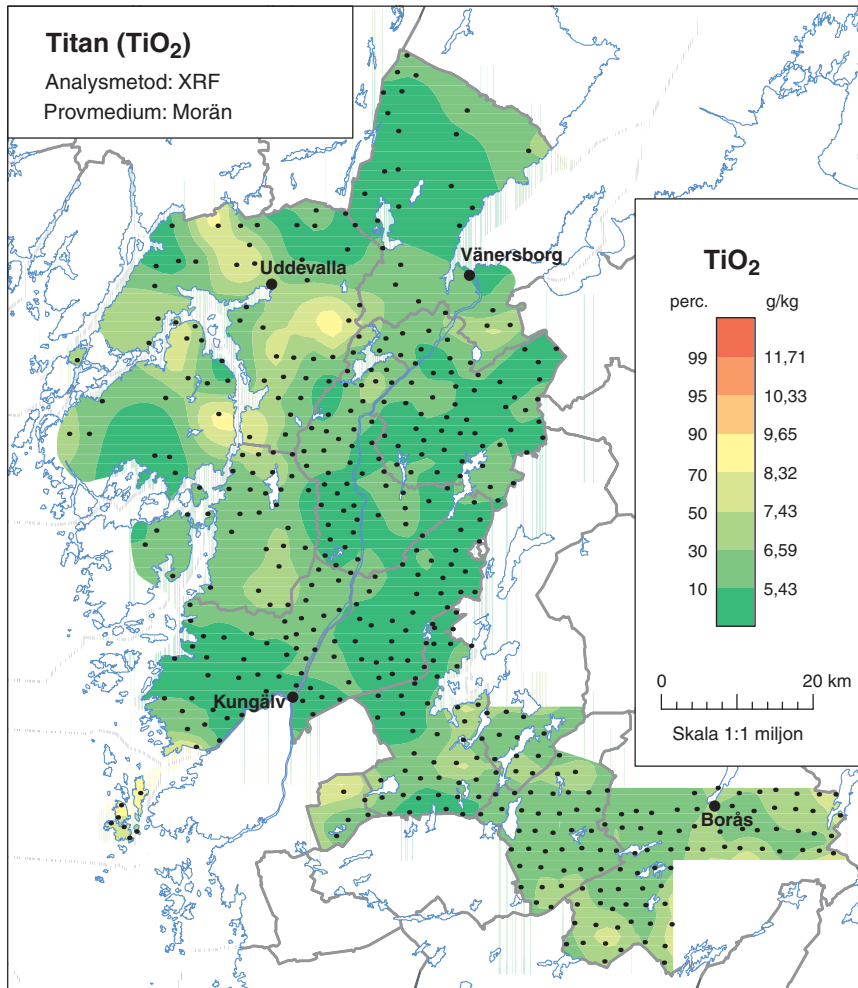 Titan (TiO2)
Analysmetod: XRF
Provmedium: Morän
Uddevalla
Vänersborg
Kungälv
Borås
TiO2
perc. g/kg
99 11,71
95 10,33
90 9,65
70 8,32
50 7,43
30 6,59
10 5,43
0 20 km
Skala 1:1 miljon